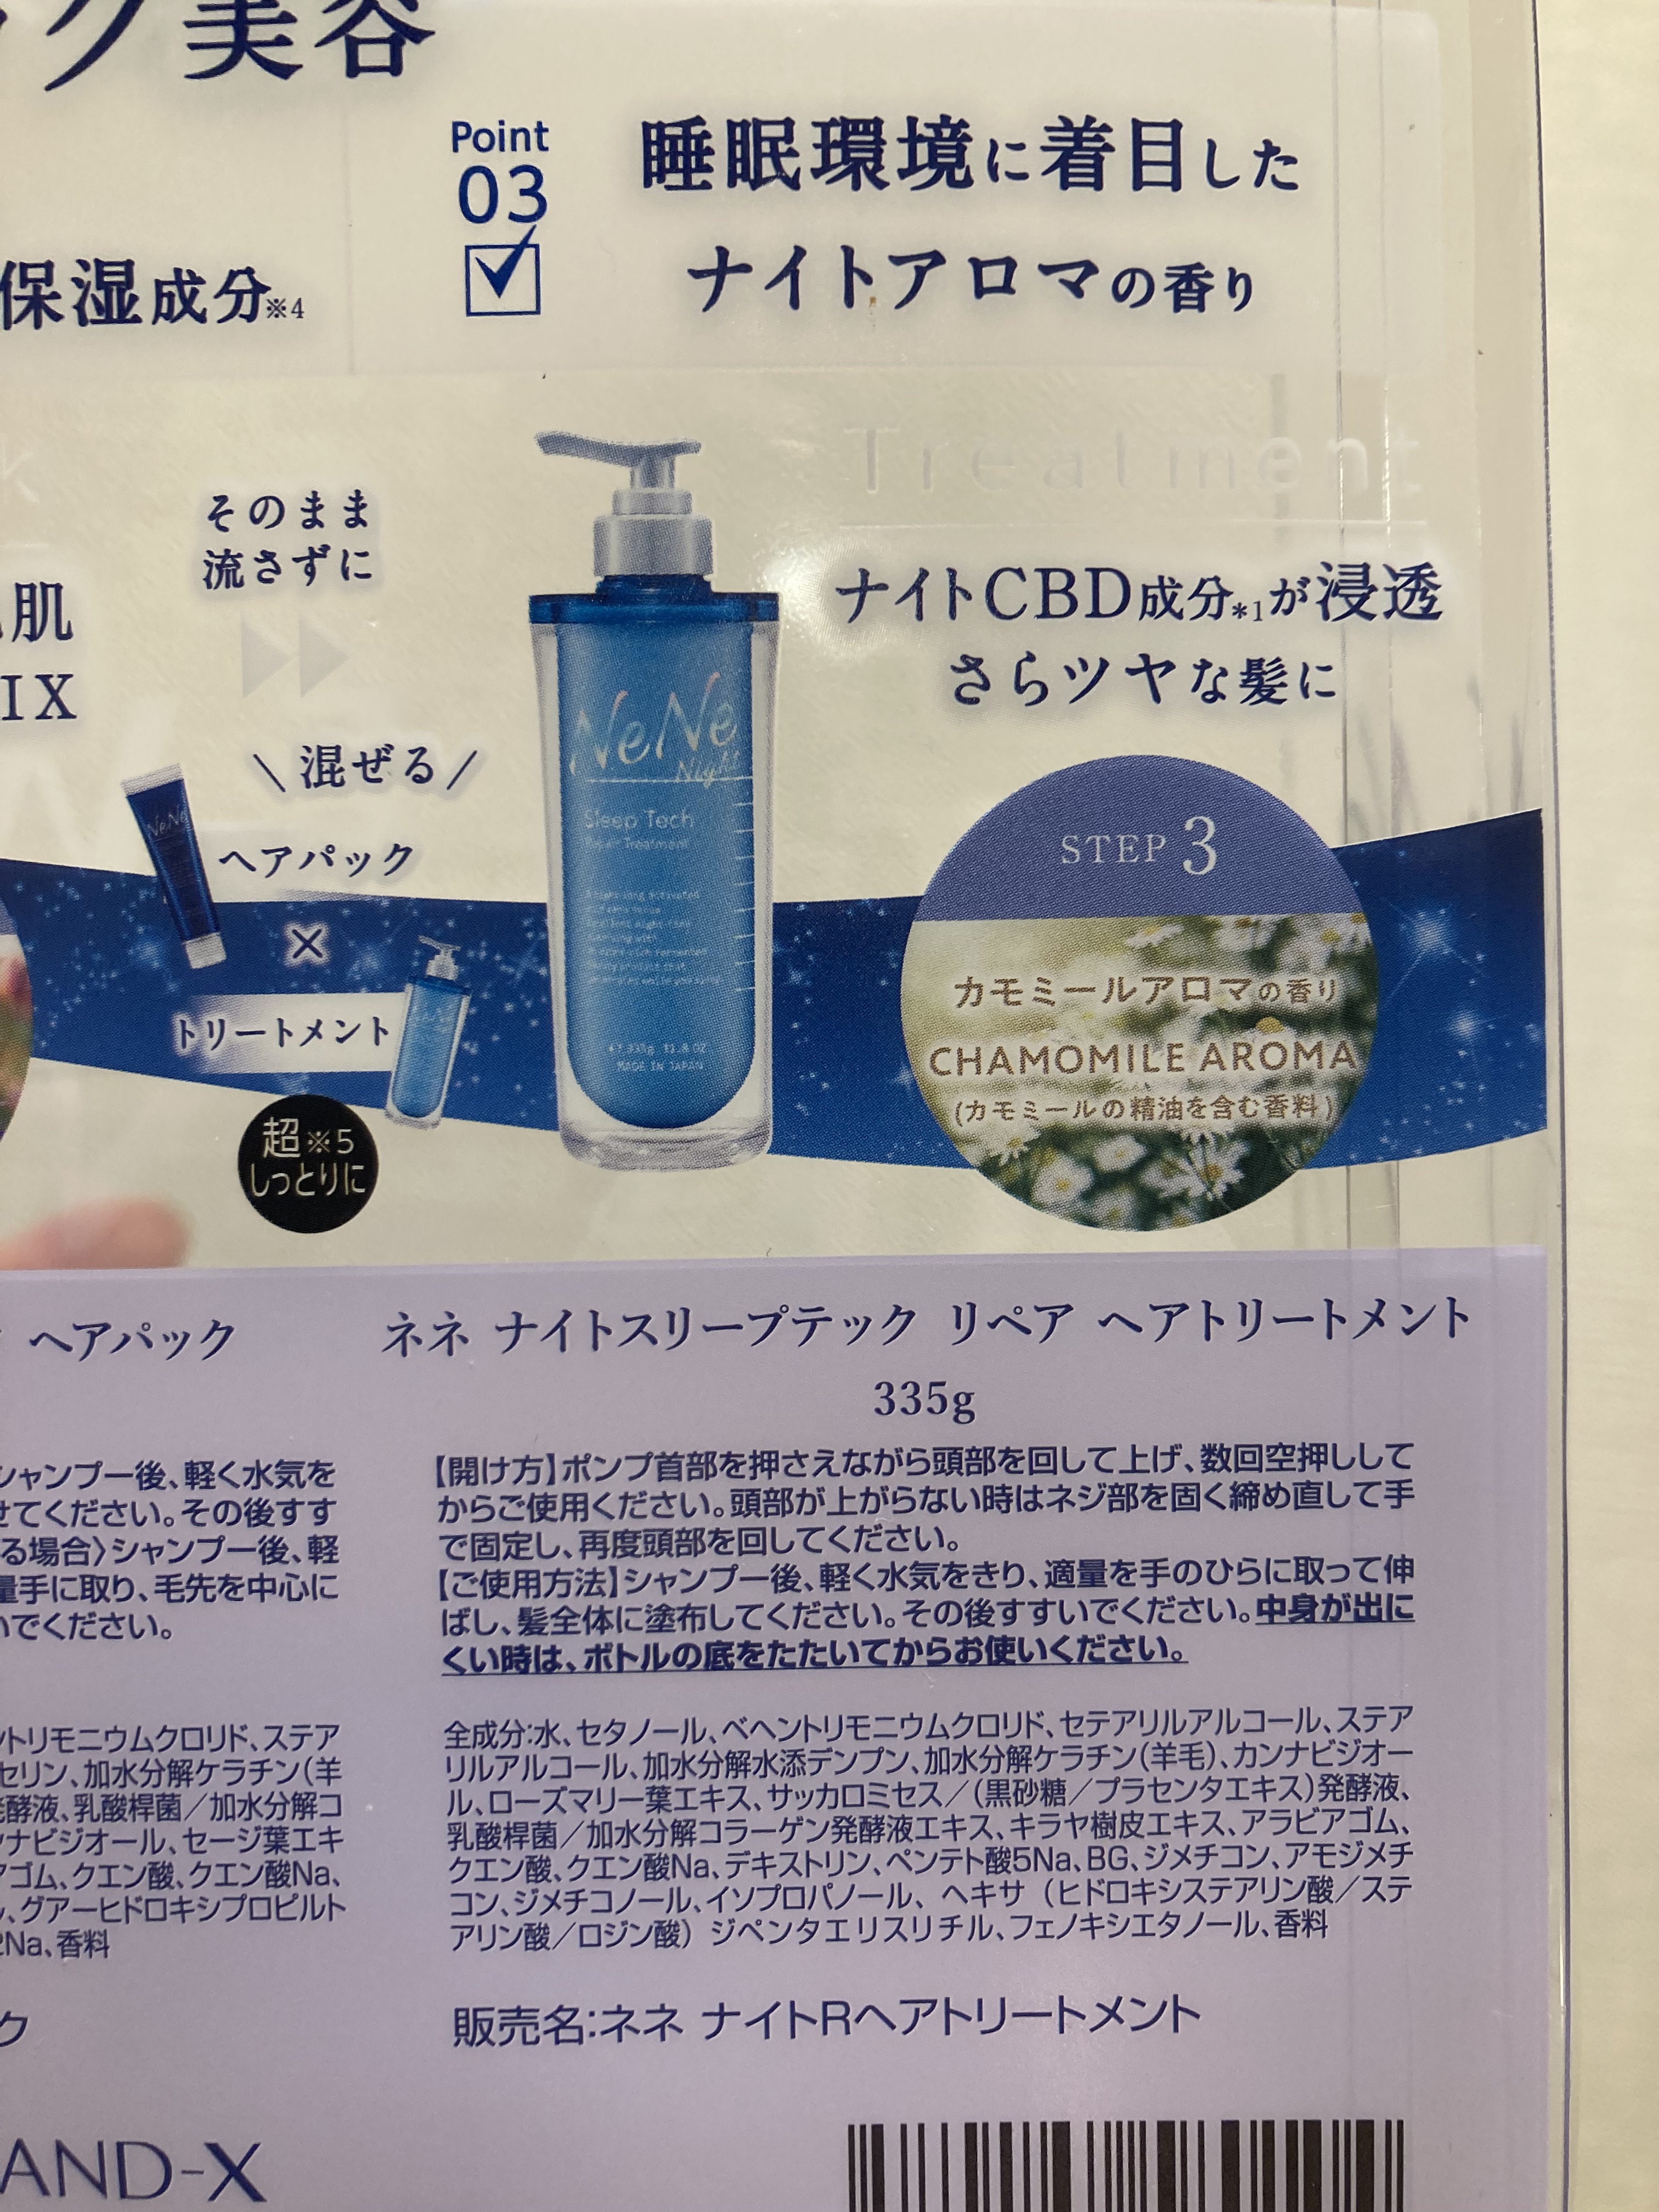 ック美容
Point
03
睡眠環境に着目した
ナイトアロマの香り
保湿成分※4
Treatment
そのまま
流さずに
肌
IX
ナイトCBD成分*1が浸透
さらツヤな髪に
\混ぜる/
ヘアパック
×
トリートメント
超※5
しっとりに
NeNe
NeNe
Night
Sleep Tech
Repair Treatment
335g 11.8 OZ
MADE IN JAPAN
STEP 3
カモミールアロマの香り
CHAMOMILE AROMA
(カモミールの精油を含む香料)
ヘアパック
シャンプー後、軽く水気を
せてください。その後すす
る場合〉シャンプー後、軽
量手に取り、毛先を中心に
いでください。
ントリモニウムクロリド、ステア
セリン、加水分解ケラチン(羊
発酵液、乳酸桿菌/加水分解コ
ンナビジオール、セージ葉エキ
アゴム、クエン酸、クエン酸Na、
、グアーヒドロキシプロピルト
2Na、香料
ク
ネネ ナイトスリープテック リペア ヘアトリートメント
335g
【開け方】ポンプ首部を押さえながら頭部を回して上げ、数回空押しして
からご使用ください。頭部が上がらない時はネジ部を固く締め直して手
で固定し、再度頭部を回してください。
【ご使用方法】シャンプー後、軽く水気をきり、適量を手のひらに取って伸
ばし、髪全体に塗布してください。その後すすいでください。中身が出に
くい時は、ボトルの底をたたいてからお使いください。
全成分:水、セタノール、ベヘントリモニウムクロリド、セテアリルアルコール、ステア
リルアルコール、加水分解水添デンプン、加水分解ケラチン(羊毛)、カンナビジオー
ル、ローズマリー葉エキス、サッカロミセス/(黒砂糖/プラセンタエキス)発酵液、
乳酸桿菌/加水分解コラーゲン発酵液エキス、キラヤ樹皮エキス、アラビアゴム、
クエン酸、クエン酸Na、デキストリン、ペンテト酸5Na、BG、ジメチコン、アモジメチ
コン、ジメチコノール、イソプロパノール、ヘキサ(ヒドロキシステアリン酸/ステ
アリン酸/ロジン酸)ジペンタエリスリチル、フェノキシエタノール、香料
販売名:ネネ ナイトRヘアトリートメント
AND-X